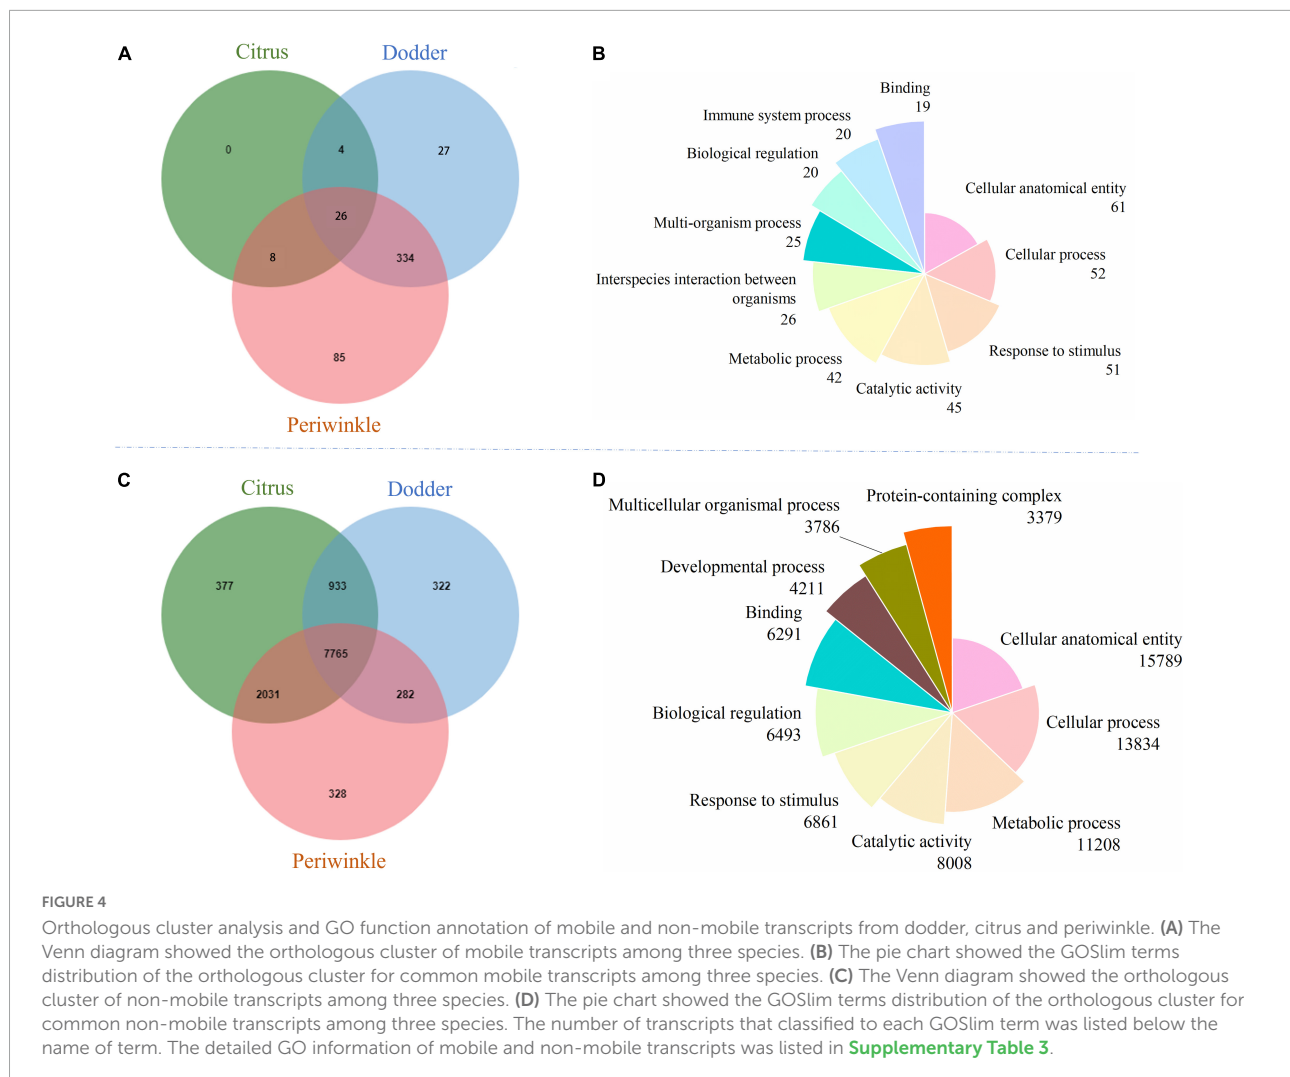 A
Citrus
Dodder
0
4
27
26
8
334
85
Periwinkle
B
Binding
19
Immune system process
20
Biological regulation
20
Multi-organism process
25
Interspecies interaction between
organisms
26
Metabolic process
42
Catalytic activity
45
Response to stimulus
51
Cellular process
52
Cellular anatomical entity
61
C
Citrus
Dodder
377
933
322
7765
2031
282
328
Periwinkle
D
Protein-containing complex
3379
Multicellular organismal process
3786
Developmental process
4211
Binding
6291
Biological regulation
6493
Response to stimulus
6861
Catalytic activity
8008
Metabolic process
11208
Cellular process
13834
Cellular anatomical entity
15789
FIGURE 4
Orthologous cluster analysis and GO function annotation of mobile and non-mobile transcripts from dodder, citrus and periwinkle. (A) The
Venn diagram showed the orthologous cluster of mobile transcripts among three species. (B) The pie chart showed the GOSlim terms
distribution of the orthologous cluster for common mobile transcripts among three species. (C) The Venn diagram showed the orthologous
cluster of non-mobile transcripts among three species. (D) The pie chart showed the GOSlim terms distribution of the orthologous cluster for
common non-mobile transcripts among three species. The number of transcripts that classified to each GOSlim term was listed below the
name of term. The detailed GO information of mobile and non-mobile transcripts was listed in Supplementary Table 3.